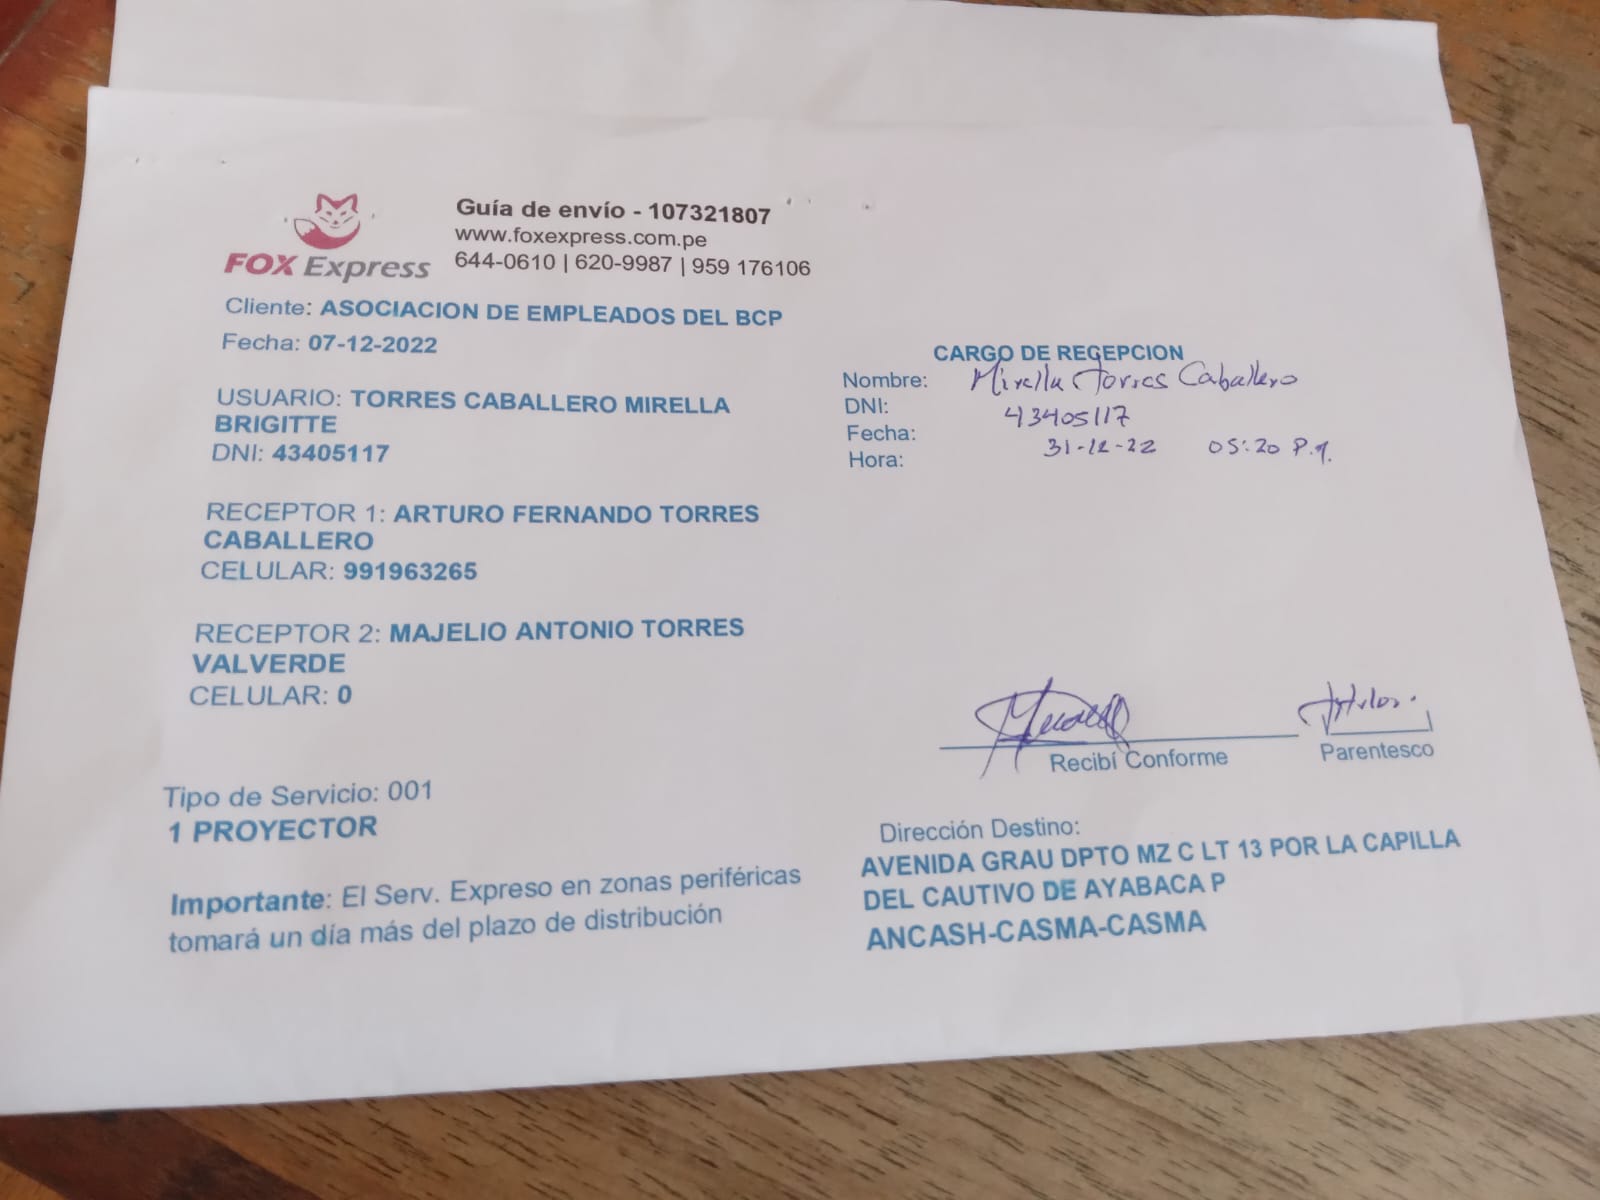 FOX Express
Guía de envío - 107321807
www.foxexpress.com.pe
644-0610 | 620-9987 | 959 176106
Cliente: ASOCIACION DE EMPLEADOS DEL BCP
Fecha: 07-12-2022
USUARIO: TORRES CABALLERO MIRELLA
BRIGITTE
DNI: 43405117
RECEPTOR 1: ARTURO FERNANDO TORRES
CABALLERO
CELULAR: 991963265
RECEPTOR 2: MAJELIO ANTONIO TORRES
VALVERDE
CELULAR: 0
Tipo de Servicio: 001
1 PROYECTOR
Importante: El Serv. Expreso en zonas periféricas
tomará un día más del plazo de distribución
CARGO DE RECEPCION
Nombre: Mirella Torres Caballero
DNI: 43405117
Fecha: 31-12-22 05:20 P.M.
Hora:
Recibí Conforme
Parentesco
Dirección Destino:
AVENIDA GRAU DPTO MZ C LT 13 POR LA CAPILLA
DEL CAUTIVO DE AYABACA P
ANCASH-CASMA-CASMA